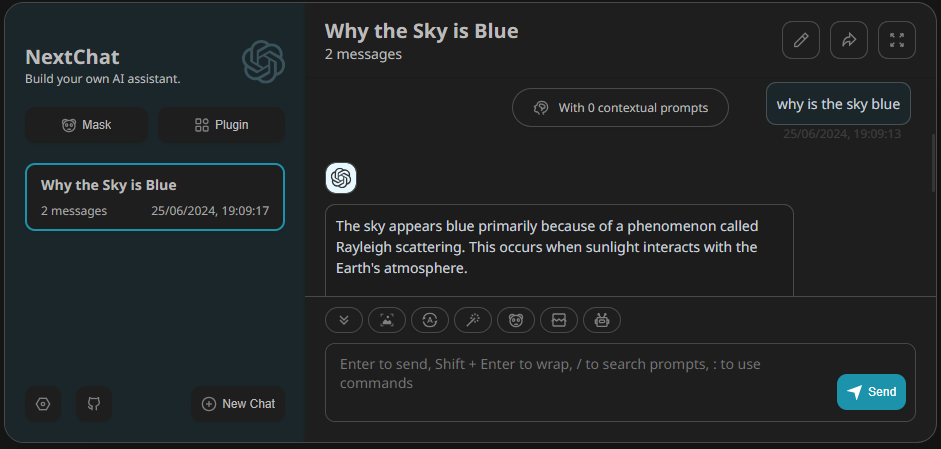 NextChat
Build your own AI assistant.
Mask
Plugin
Why the Sky is Blue
2 messages
25/06/2024, 19:09:17
New Chat
Why the Sky is Blue
2 messages
With 0 contextual prompts
why is the sky blue
25/06/2024, 19:09:13
The sky appears blue primarily because of a phenomenon called
Rayleigh scattering. This occurs when sunlight interacts with the
Earth's atmosphere.
A
Enter to send, Shift + Enter to wrap, / to search prompts, : to use
commands
Send